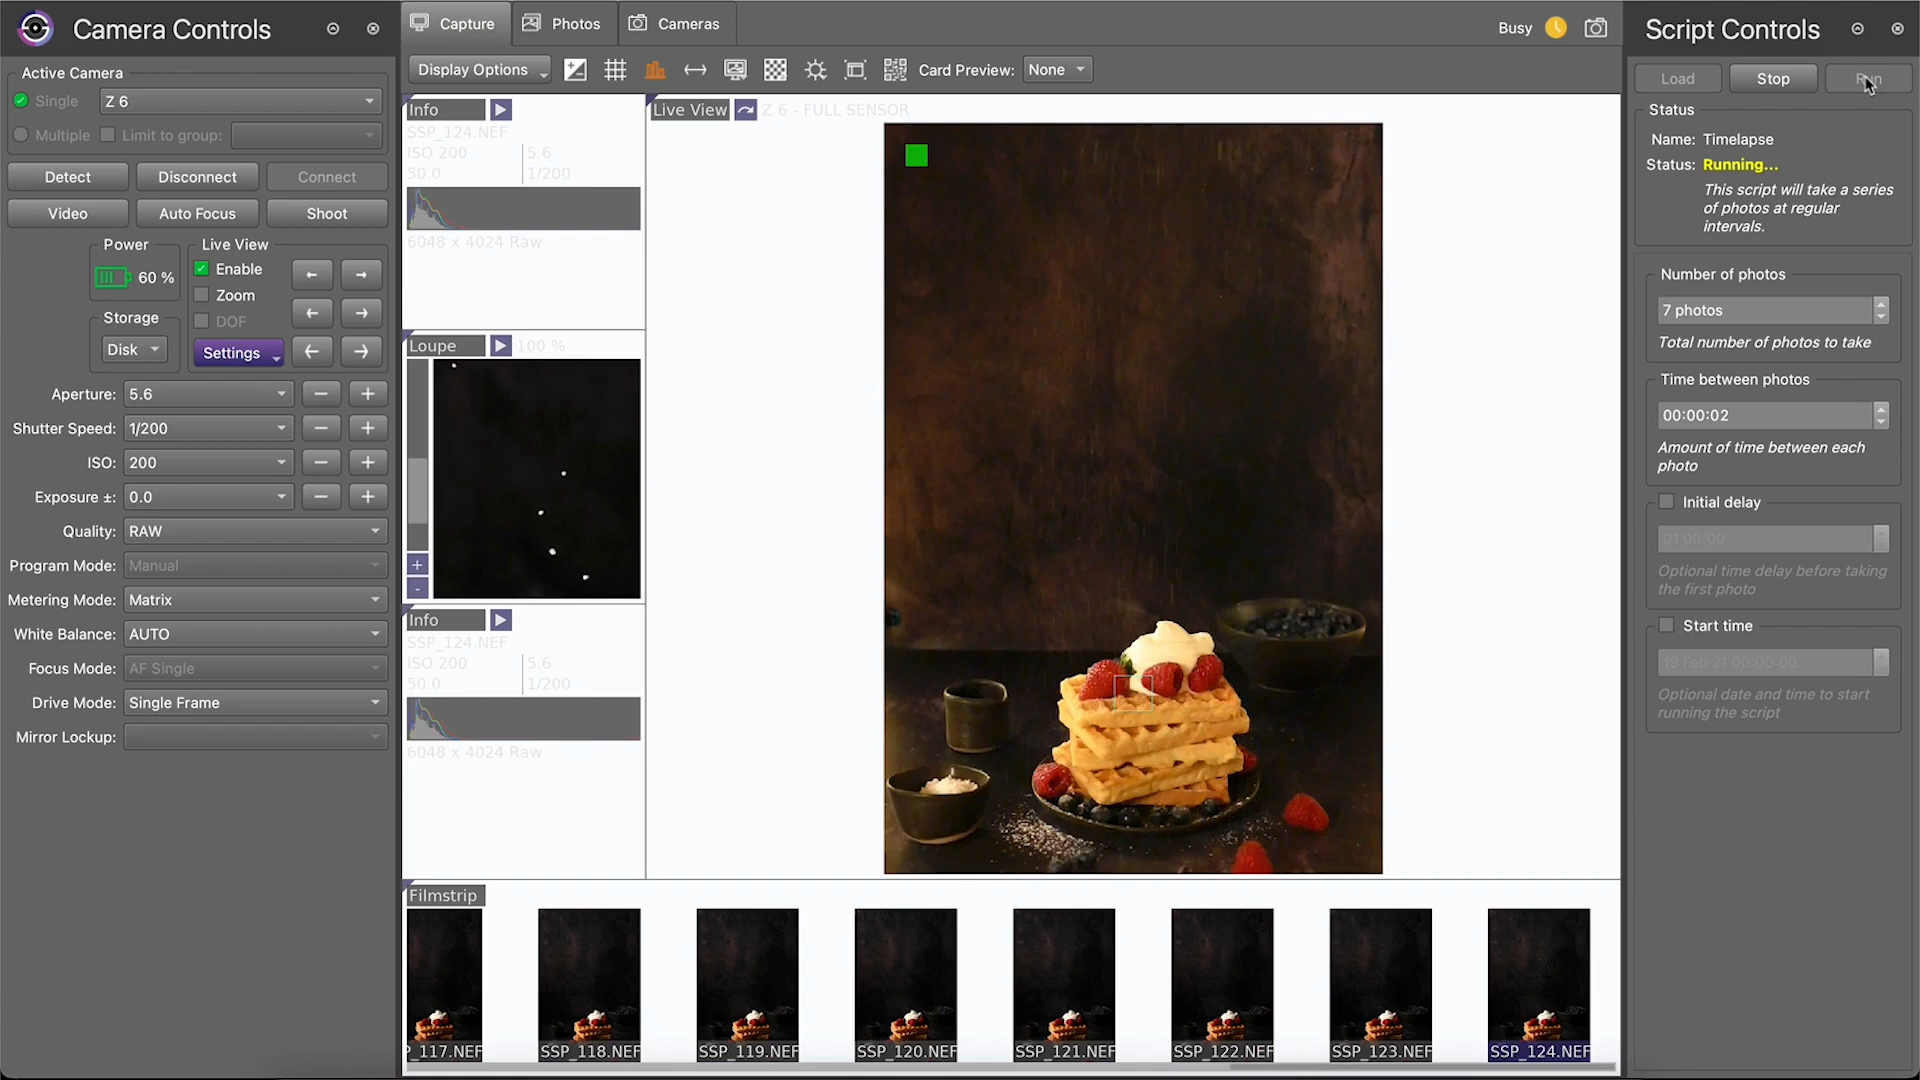 Camera Controls
Active Camera
Single
Z 6
Multiple
Limit to group:
Detect
Disconnect
Connect
Video
Auto Focus
Shoot
Power
60 %
Storage
Disk
Live View
Enable
Zoom
DOF
Settings
Aperture: 5.6
Shutter Speed: 1/200
ISO: 200
Exposure ±: 0.0
Quality: RAW
Program Mode: Manual
Metering Mode: Matrix
White Balance: AUTO
Focus Mode: AF Single
Drive Mode: Single Frame
Mirror Lockup:
Capture
Photos
Cameras
Busy
Display Options
Card Preview: None
Info
SSP_124.NEF
ISO 200 5.6
50.0 1/200
6048 x 4024 Raw
Loupe 100 %
+
-
Info
SSP_124.NEF
ISO 200 5.6
50.0 1/200
6048 x 4024 Raw
Live View Z 6 - FULL SENSOR
Filmstrip
P_117.NEF
SSP_118.NEF
SSP_119.NEF
SSP_120.NEF
SSP_121.NEF
SSP_122.NEF
SSP_123.NEF
SSP_124.NEF
Script Controls
Load
Stop
Run
Status
Name: Timelapse
Status: Running...
This script will take a series
of photos at regular
intervals.
Number of photos
7 photos
Total number of photos to take
Time between photos
00:00:02
Amount of time between each
photo
Initial delay
01:00:00
Optional time delay before taking
the first photo
Start time
19 Feb 21 00:00:00
Optional date and time to start
running the script